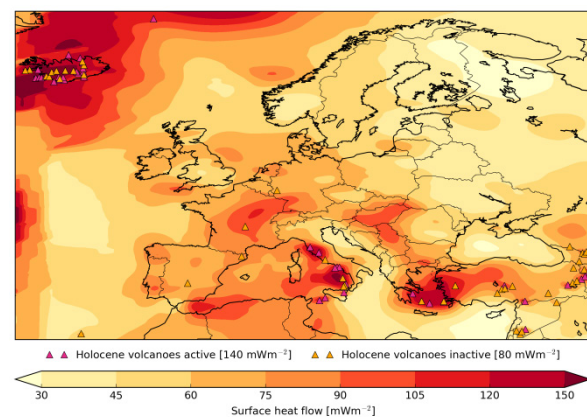 Holocene volcanoes active [140 mWm⁻²] Holocene volcanoes inactive [80 mWm⁻²]
30 45 60 75 90 105 120 135 150
Surface heat flow [mWm⁻²]